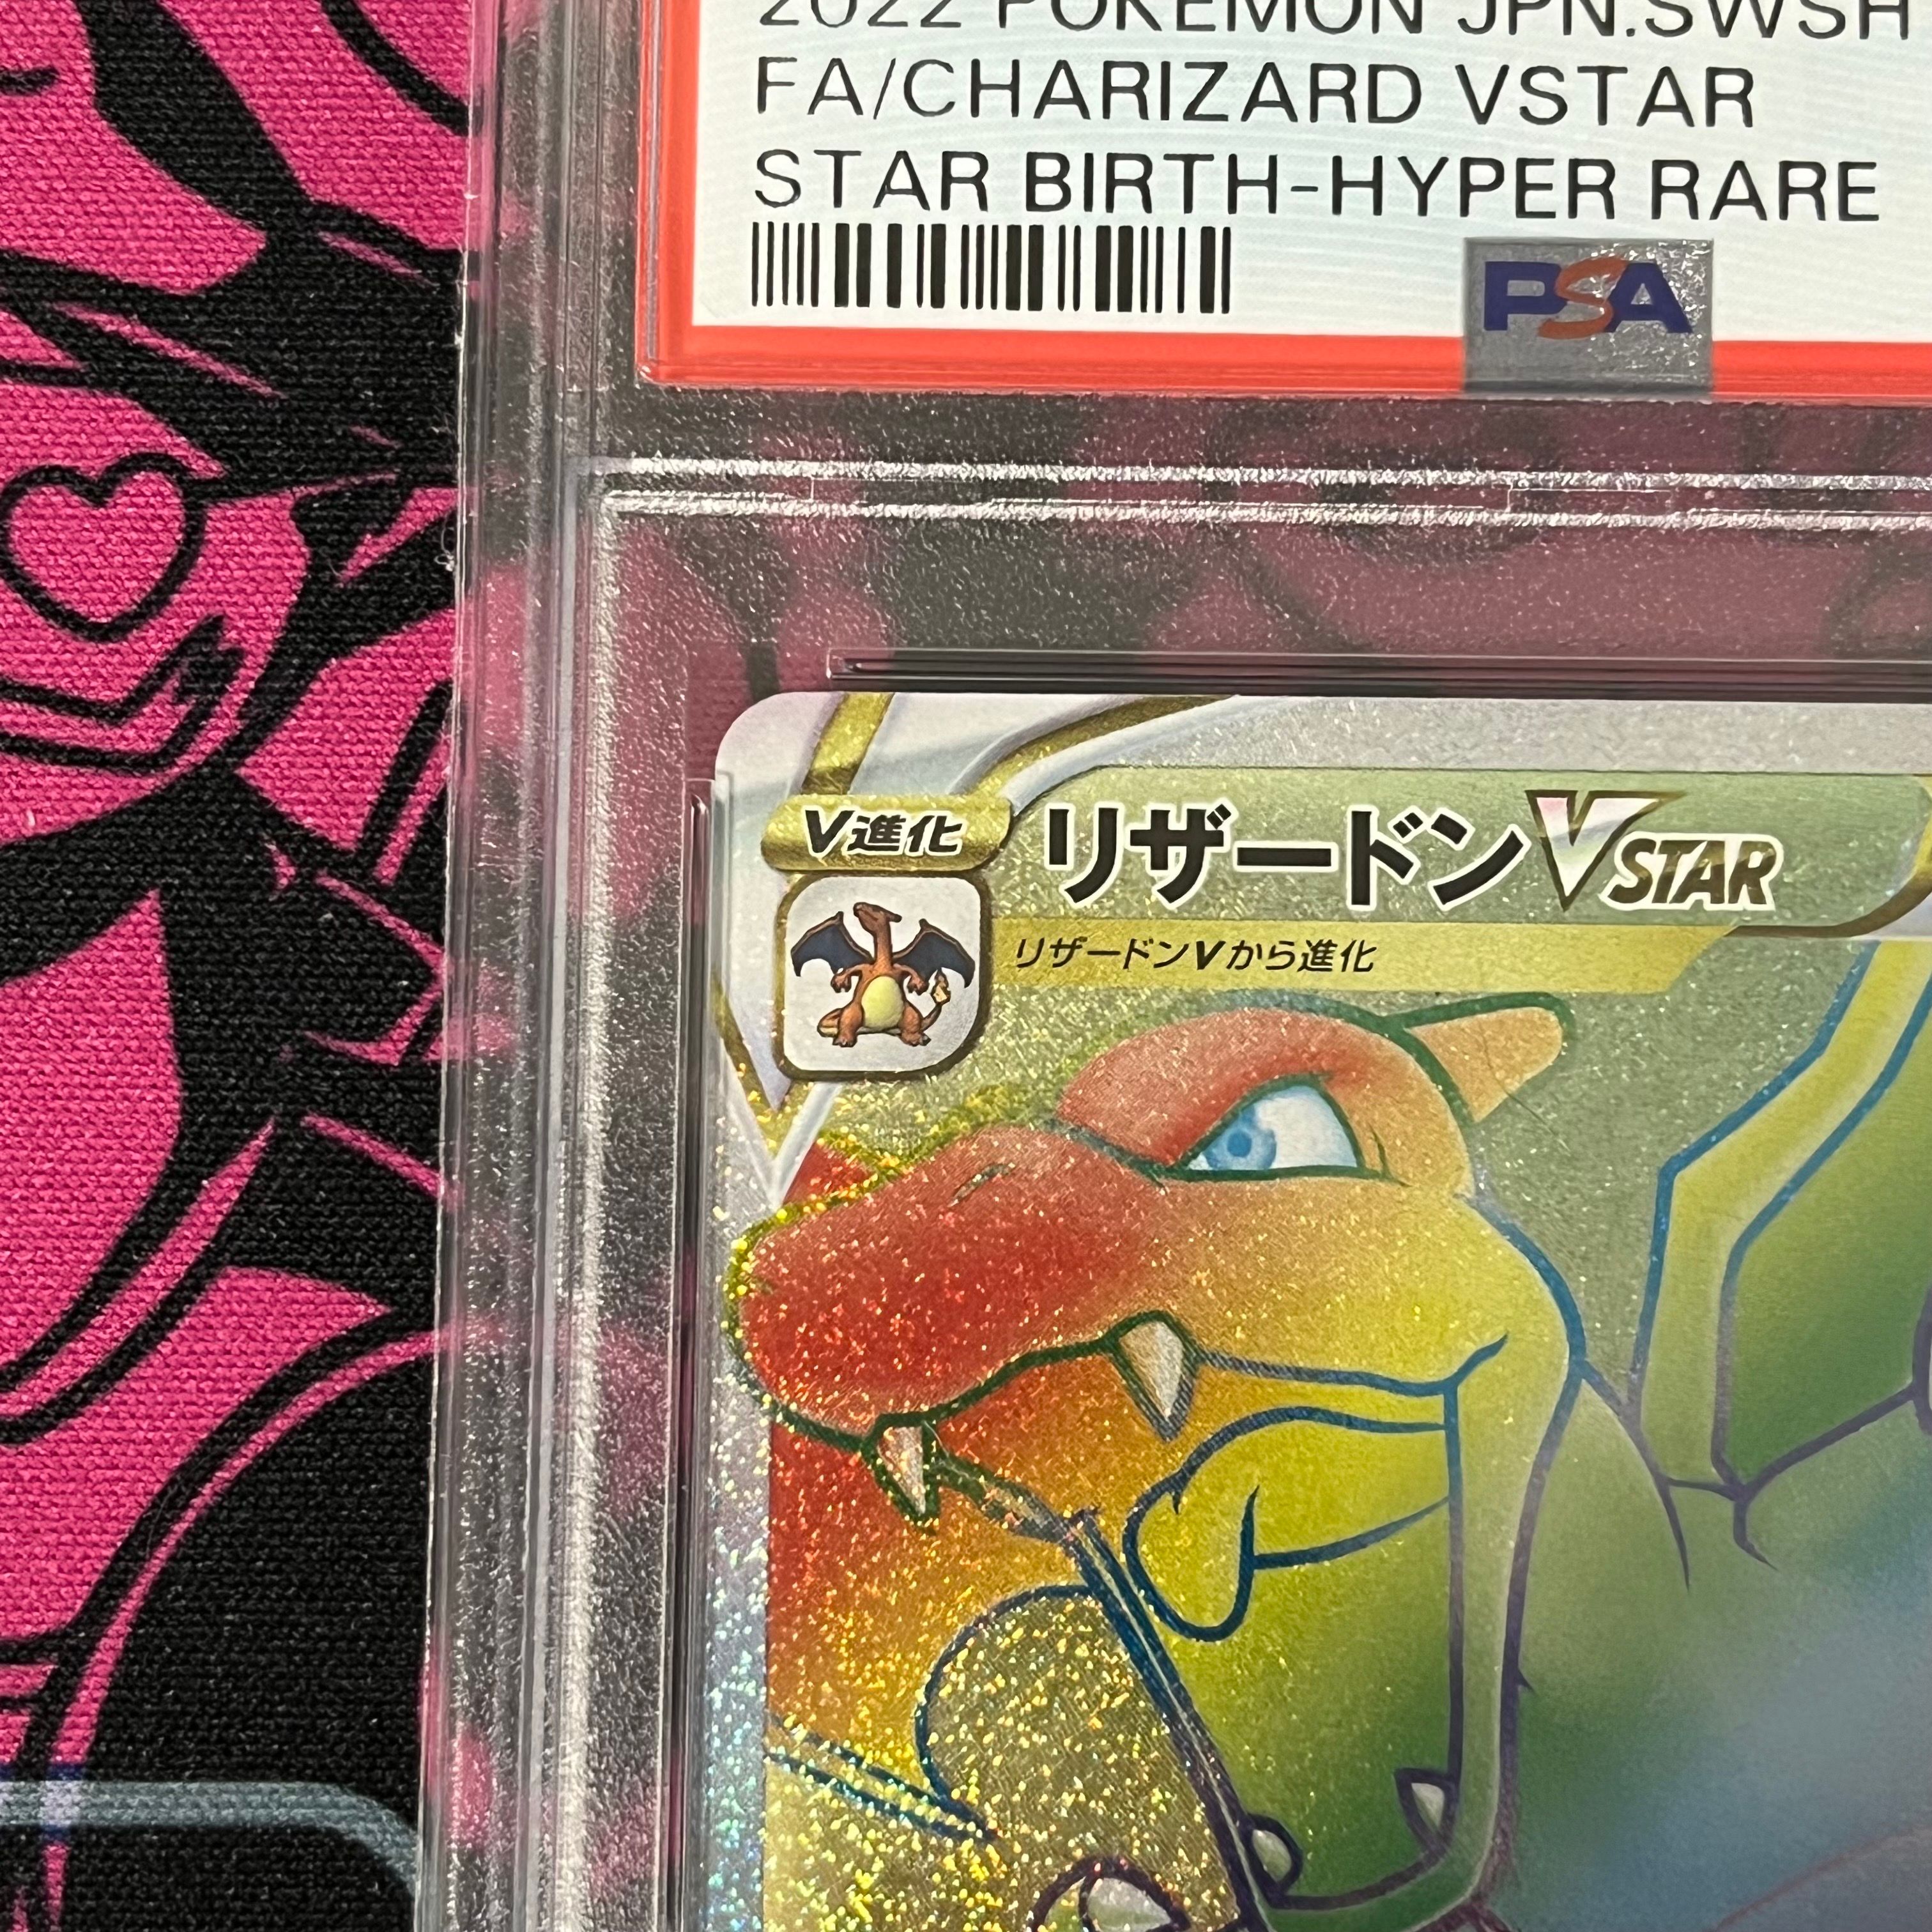 2022 POKEMON JPN.SWSH
FA/CHARIZARD VSTAR
STAR BIRTH-HYPER RARE
PSA
V進化
リザードンVSTAR
リザードンVから進化